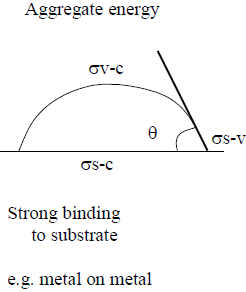 Aggregate energy
σv-c
θ
σs-v
σs-c
Strong binding
to substrate
e.g. metal on metal